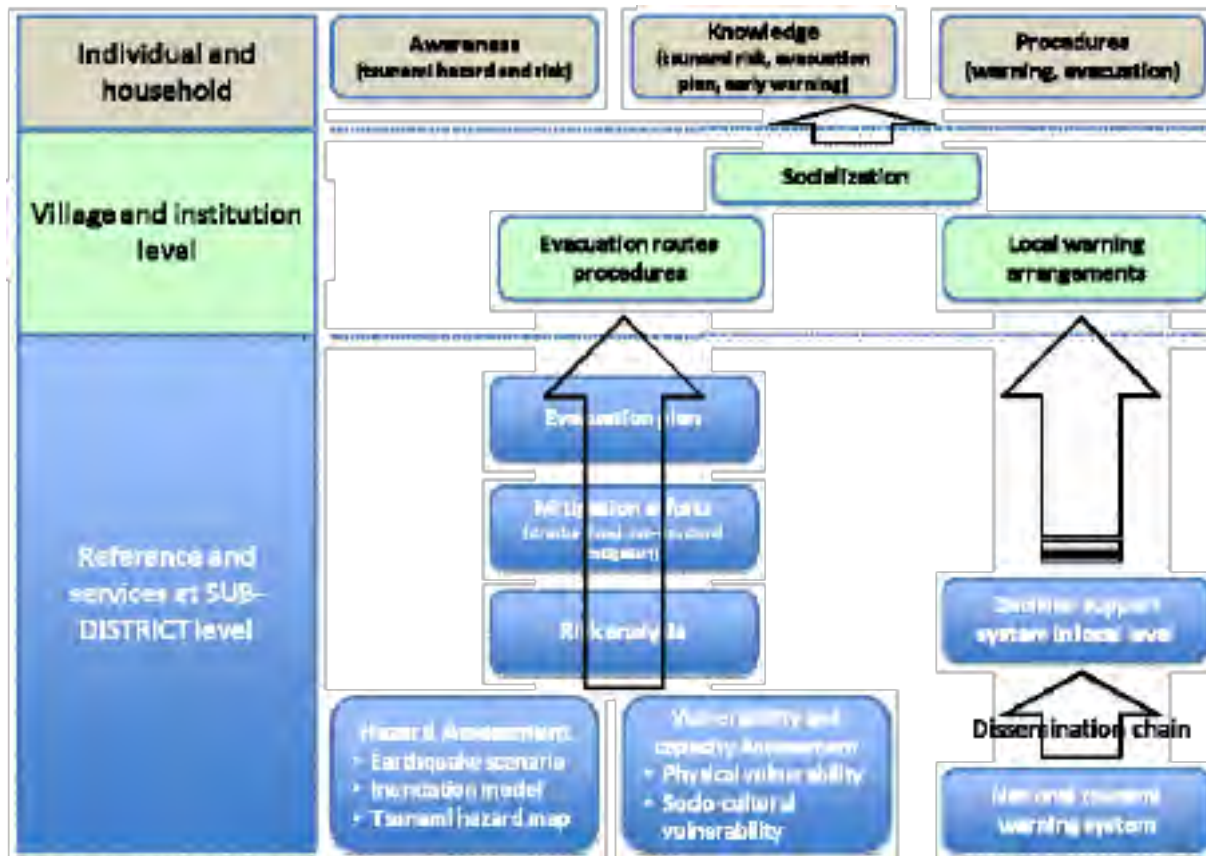 Individual and
household
Awareness
(tsunami hazard and risk)
Knowledge
(tsunami risk, evacuation
plan, early warning)
Procedures
(warning, evacuation)
Village and institution
level
Socialization
Evacuation routes
procedures
Local warning
arrangements
Reference and
services at SUB-
DISTRICT level
Evacuation plan
Mitigation efforts
Risk analysis
Decision support
system in local level
Hazard Assessment
• Earthquake scenario
• Inundation model
• Tsunami hazard map
Vulnerability and
capacity Assessment
• Physical vulnerability
• Socio-cultural
vulnerability
Dissemination chain
National tsunami
warning system